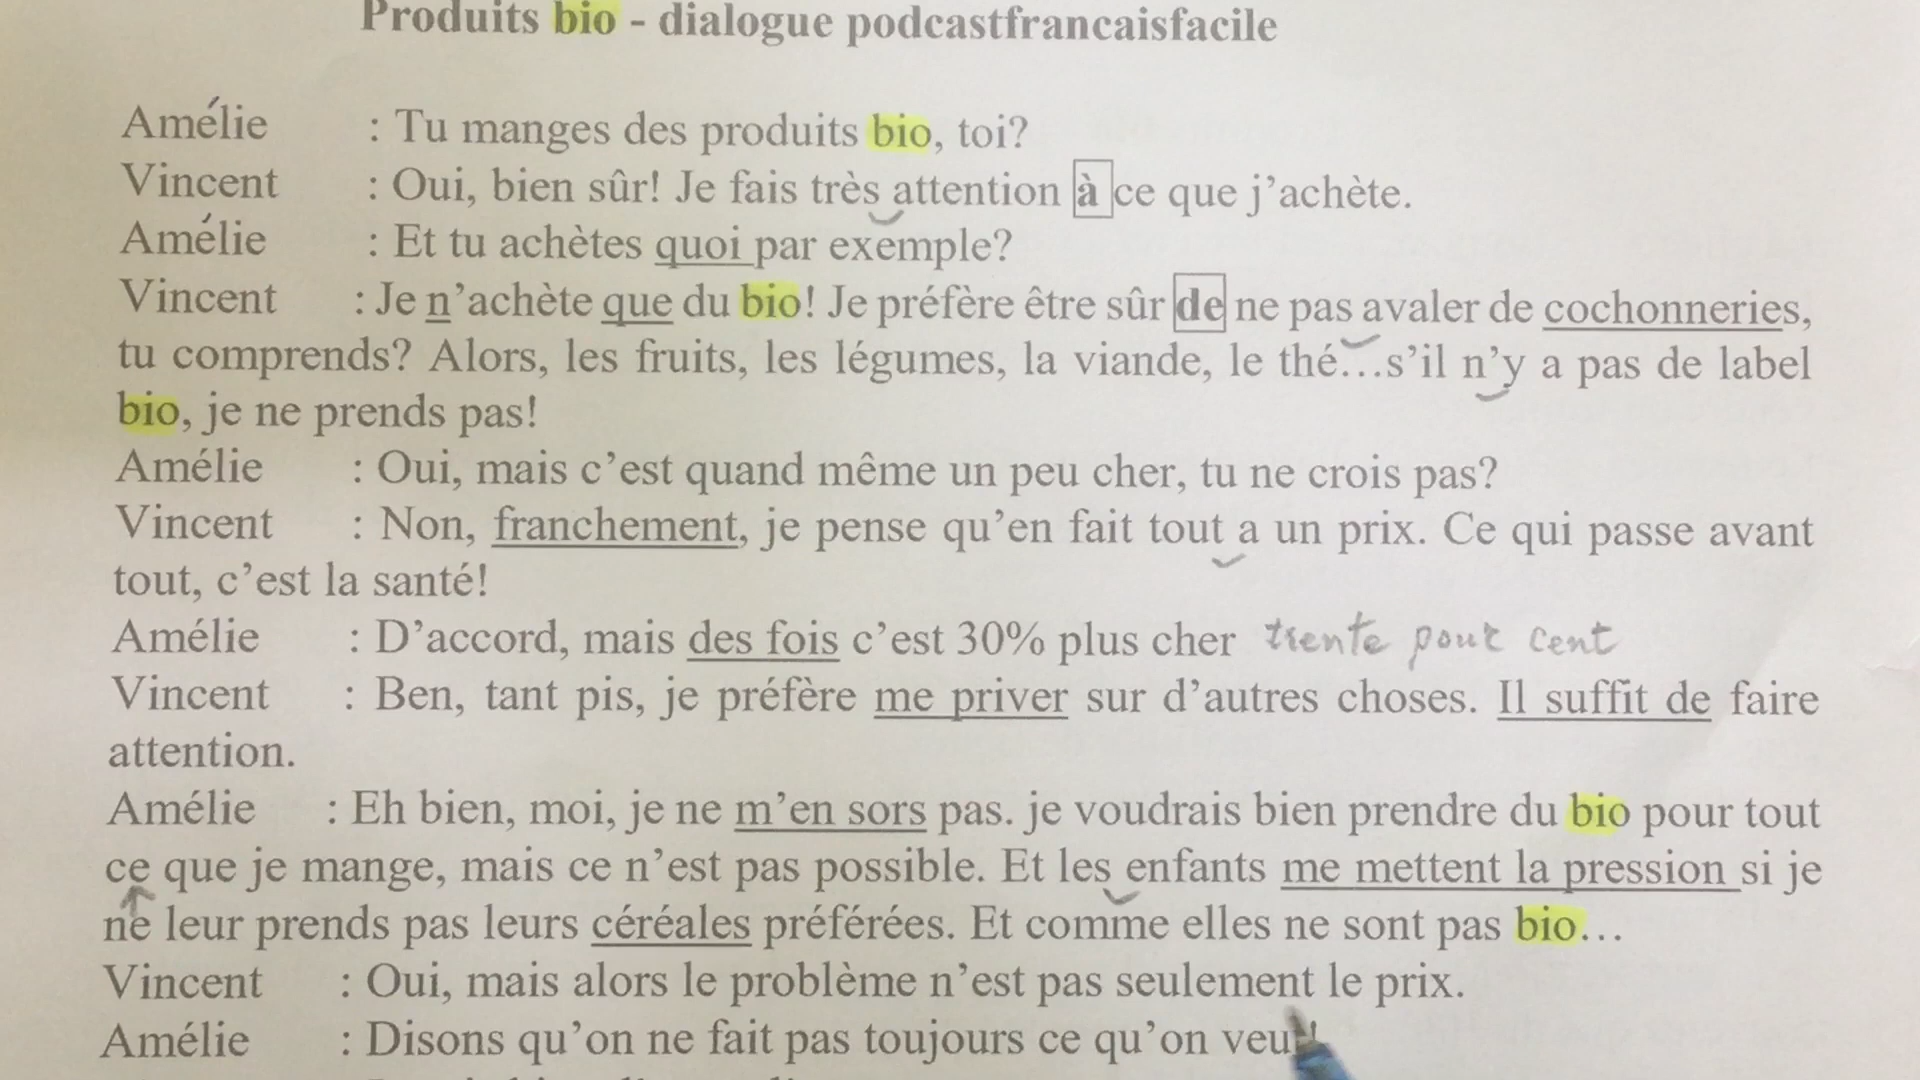 Produits bio - dialogue podcastfrancaisfacile
Amélie : Tu manges des produits bio, toi?
Vincent : Oui, bien sûr! Je fais très attention à ce que j’achète.
Amélie : Et tu achètes quoi par exemple?
Vincent : Je n’achète que du bio! Je préfère être sûr de ne pas avaler de cochonneries,
tu comprends? Alors, les fruits, les légumes, la viande, le thé…s’il n’y a pas de label
bio, je ne prends pas!
Amélie : Oui, mais c’est quand même un peu cher, tu ne crois pas?
Vincent : Non, franchement, je pense qu’en fait tout a un prix. Ce qui passe avant
tout, c’est la santé!
Amélie : D’accord, mais des fois c’est 30% plus cher trente pour cent
Vincent : Ben, tant pis, je préfère me priver sur d’autres choses. Il suffit de faire
attention.
Amélie : Eh bien, moi, je ne m’en sors pas. je voudrais bien prendre du bio pour tout
ce que je mange, mais ce n’est pas possible. Et les enfants me mettent la pression si je
ne leur prends pas leurs céréales préférées. Et comme elles ne sont pas bio…
Vincent : Oui, mais alors le problème n’est pas seulement le prix.
Amélie : Disons qu’on ne fait pas toujours ce qu’on